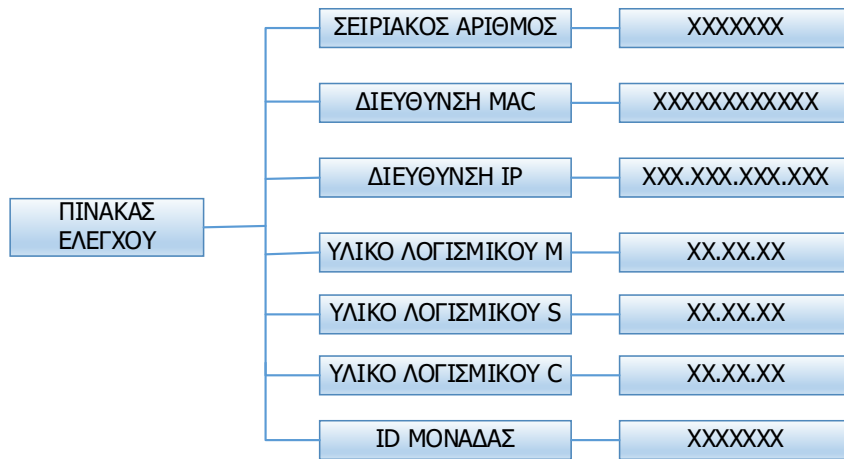 ΣΕΙΡΙΑΚΟΣ ΑΡΙΘΜΟΣ XXXXXXX
ΔΙΕΥΘΥΝΣΗ MAC XXXXXXXXXXXX
ΔΙΕΥΘΥΝΣΗ IP XXX.XXX.XXX.XXX
ΠΙΝΑΚΑΣ
ΕΛΕΓΧΟΥ
ΥΛΙΚΟ ΛΟΓΙΣΜΙΚΟΥ M XX.XX.XX
ΥΛΙΚΟ ΛΟΓΙΣΜΙΚΟΥ S XX.XX.XX
ΥΛΙΚΟ ΛΟΓΙΣΜΙΚΟΥ C XX.XX.XX
ID ΜΟΝΑΔΑΣ XXXXXXX